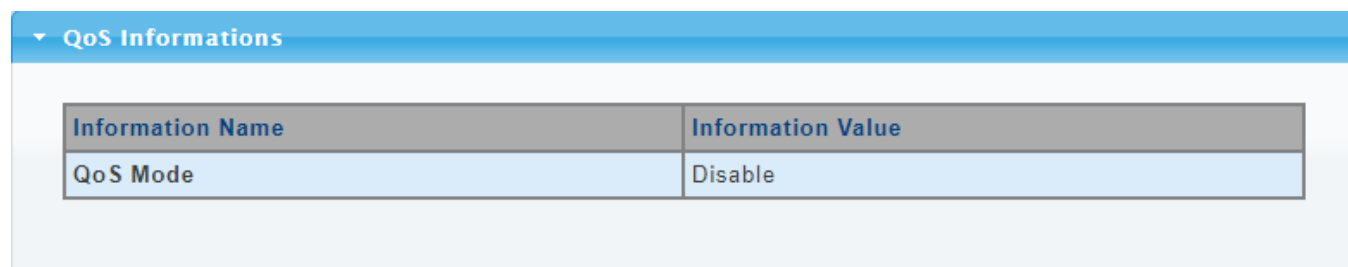 QoS Informations
Information Name Information Value
QoS Mode Disable